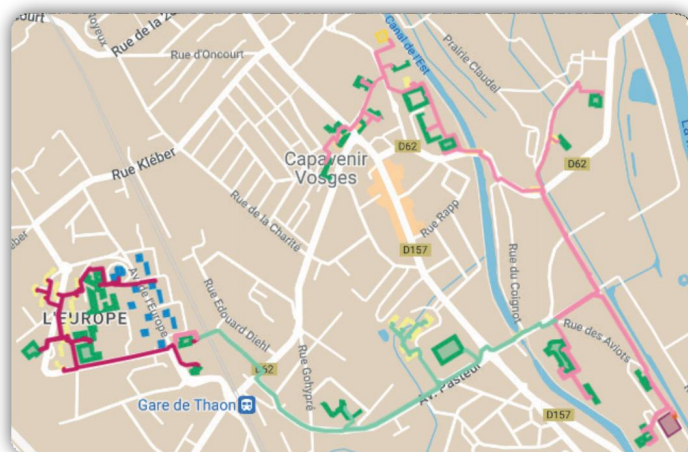 Rue de la
Rue d'Oncourt
Canal de l'Est
Prairie Claudel
D62
Rue Kléber
Capavenir
Vosges
D62
Rue de la Charité
Rue Rapp
D157
Rue du Coignot
Av. de l'Europe
L'EUROPE
Rue Edouard Diehl
Rue des Aviots
Rue Gohypré
Av. Pasteur
Gare de Thaon
D157